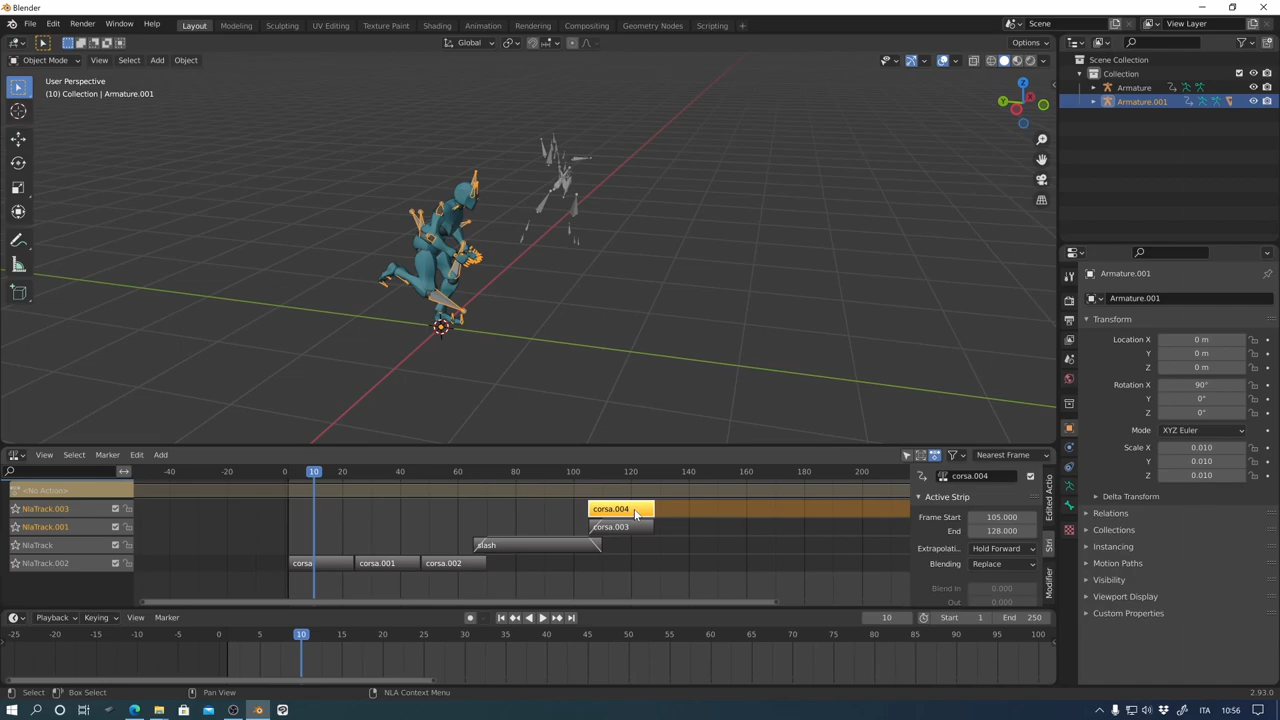 Blender
File Edit Render Window Help Layout Modeling Sculpting UV Editing Texture Paint Shading Animation Rendering Compositing Geometry Nodes Scripting + Scene View Layer
Global Options
Object Mode View Select Add Object
User Perspective
(10) Collection | Armature.001
Z
Y
X
Scene Collection
Collection
Armature
Armature.001
Armature.001
Armature.001
Transform
Location X 0 m
Y 0 m
Z 0 m
Rotation X 90°
Y 0°
Z 0°
Mode XYZ Euler
Scale X 0.010
Y 0.010
Z 0.010
Delta Transform
Relations
Collections
Instancing
Motion Paths
Visibility
Viewport Display
Custom Properties
View Select Marker Edit Add Nearest Frame
-40 -20 0 10 20 40 60 80 100 120 140 160 180 200
<No Action>
NlaTrack.003 corsa.004
NlaTrack.001 corsa.003
NlaTrack slash
NlaTrack.002 corsa corsa.001 corsa.002
corsa.004
Active Strip
Frame Start 105.000
End 128.000
Extrapolati.. Hold Forward
Blending Replace
Blend In 0.000
Out 0.000
Edited Actio
Stri
Modifier
Playback Keying View Marker 10 Start 1 End 250
-25 -20 -15 -10 -5 0 5 10 15 20 25 30 35 40 45 50 55 60 65 70 75 80 85 90 95 100
Select Box Select Pan View NLA Context Menu 2.93.0
ITA 10:56